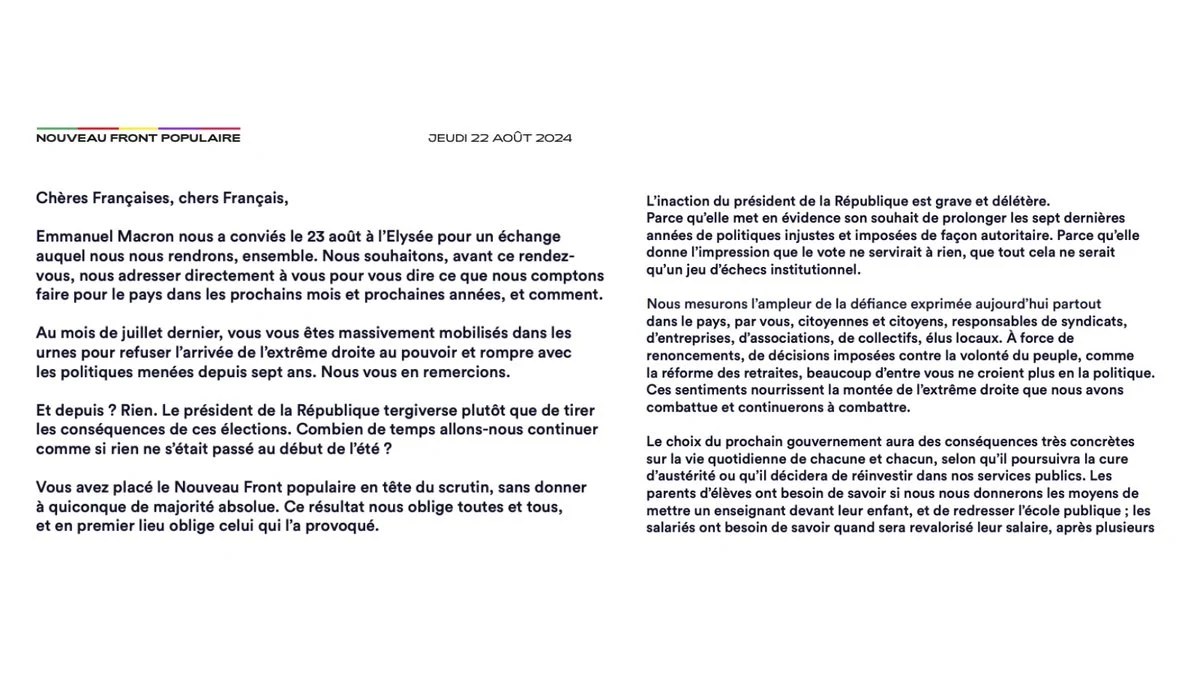 NOUVEAU FRONT POPULAIRE
JEUDI 22 AOÛT 2024
Chères Françaises, chers Français,
Emmanuel Macron nous a conviés le 23 août à l'Elysée pour un échange
auquel nous nous rendrons, ensemble. Nous souhaitons, avant ce rendez-
vous, nous adresser directement à vous pour vous dire ce que nous comptons
faire pour le pays dans les prochains mois et prochaines années, et comment.
Au mois de juillet dernier, vous vous êtes massivement mobilisés dans les
urnes pour refuser l'arrivée de l'extrême droite au pouvoir et rompre avec
les politiques menées depuis sept ans. Nous vous en remercions.
Et depuis ? Rien. Le président de la République tergiverse plutôt que de tirer
les conséquences de ces élections. Combien de temps allons-nous continuer
comme si rien ne s'était passé au début de l'été ?
Vous avez placé le Nouveau Front populaire en tête du scrutin, sans donner
à quiconque de majorité absolue. Ce résultat nous oblige toutes et tous,
et en premier lieu oblige celui qui l'a provoqué.
L'inaction du président de la République est grave et délétère.
Parce qu'elle met en évidence son souhait de prolonger les sept dernières
années de politiques injustes et imposées de façon autoritaire. Parce qu'elle
donne l'impression que le vote ne servirait à rien, que tout cela ne serait
qu'un jeu d'échecs institutionnel.
Nous mesurons l'ampleur de la défiance exprimée aujourd'hui partout
dans le pays, par vous, citoyennes et citoyens, responsables de syndicats,
d'entreprises, d'associations, de collectifs, élus locaux. À force de
renoncements, de décisions imposées contre la volonté du peuple, comme
la réforme des retraites, beaucoup d'entre vous ne croient plus en la politique.
Ces sentiments nourrissent la montée de l'extrême droite que nous avons
combattue et continuerons à combattre.
Le choix du prochain gouvernement aura des conséquences très concrètes
sur la vie quotidienne de chacune et chacun, selon qu'il poursuivra la cure
d'austérité ou qu'il décidera de réinvestir dans nos services publics. Les
parents d'élèves ont besoin de savoir si nous nous donnerons les moyens de
mettre un enseignant devant leur enfant, et de redresser l'école publique ; les
salariés ont besoin de savoir quand sera revalorisé leur salaire, après plusieurs